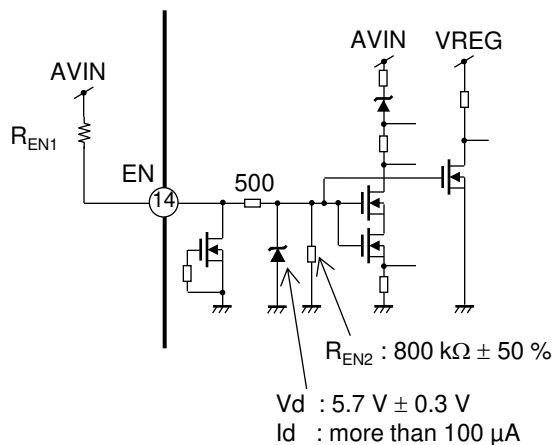 AVIN VREG
AVIN
R_EN1
EN
14
500
R_EN2 : 800 kΩ ± 50 %
Vd : 5.7 V ± 0.3 V
Id : more than 100 µA